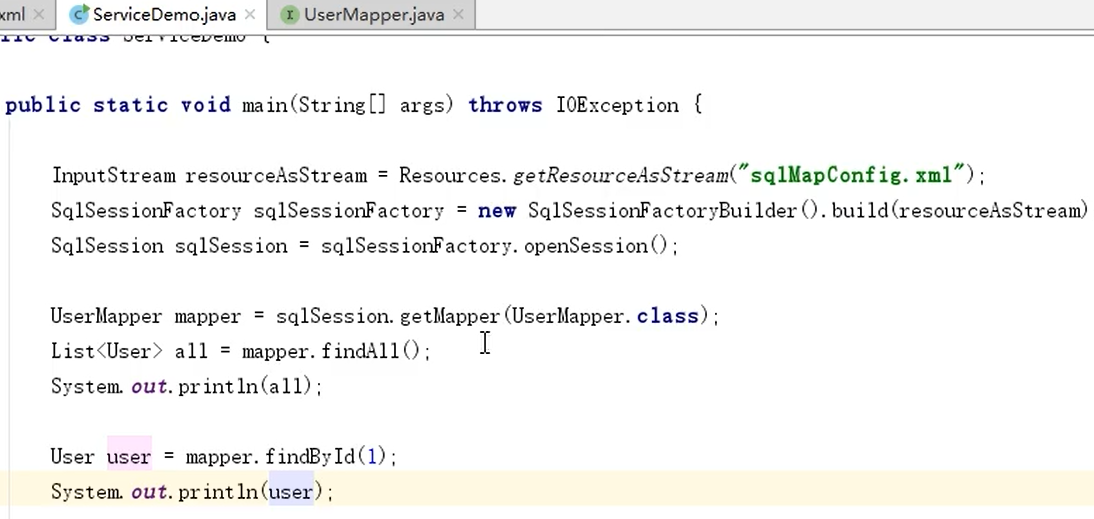 xml ServiceDemo.java UserMapper.java
lic class ServiceDemo {
public static void main(String[] args) throws IOException {
InputStream resourceAsStream = Resources.getResourceAsStream("sqlMapConfig.xml");
SqlSessionFactory sqlSessionFactory = new SqlSessionFactoryBuilder().build(resourceAsStream)
SqlSession sqlSession = sqlSessionFactory.openSession();
UserMapper mapper = sqlSession.getMapper(UserMapper.class);
List<User> all = mapper.findAll();
System.out.println(all);
User user = mapper.findById(1);
System.out.println(user);